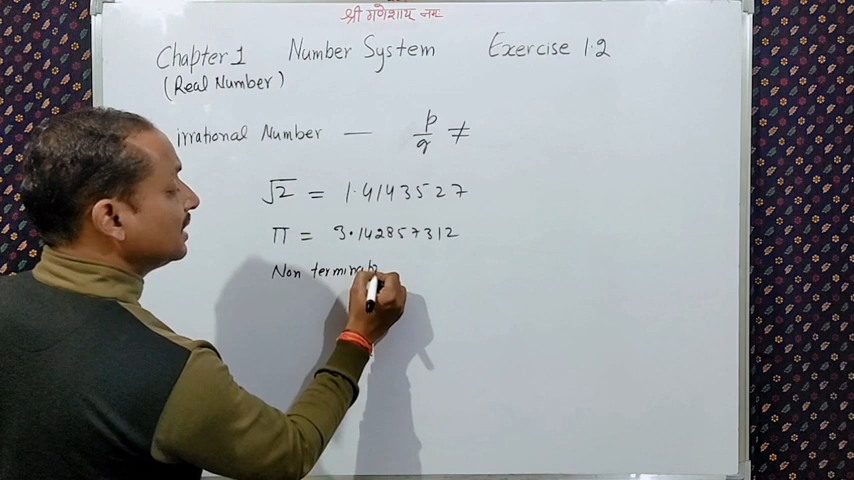 श्री गणेशाय नमः
Chapter 1 Number System Exercise 1.2
(Real Number)
irrational Number — p/q ≠
√2 = 1.4143527
π = 3.142857312
Non terminat